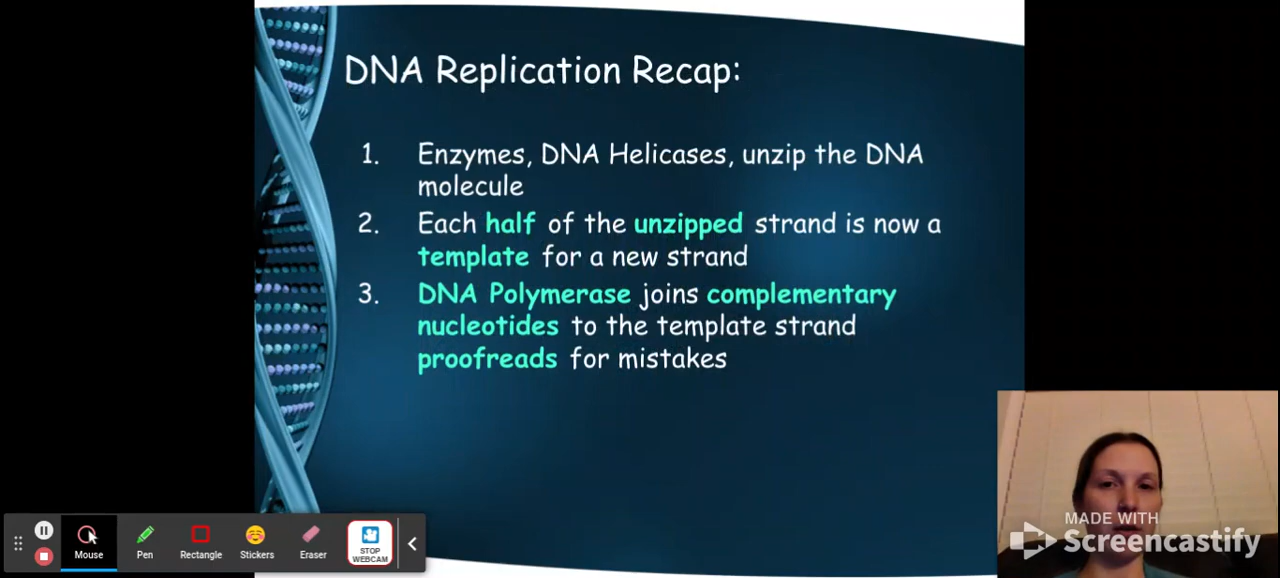 DNA Replication Recap:
1. Enzymes, DNA Helicases, unzip the DNA
molecule
2. Each half of the unzipped strand is now a
template for a new strand
3. DNA Polymerase joins complementary
nucleotides to the template strand
proofreads for mistakes
Mouse
Pen
Rectangle
Stickers
Eraser
STOP
WEBCAM
MADE WITH
Screencastify